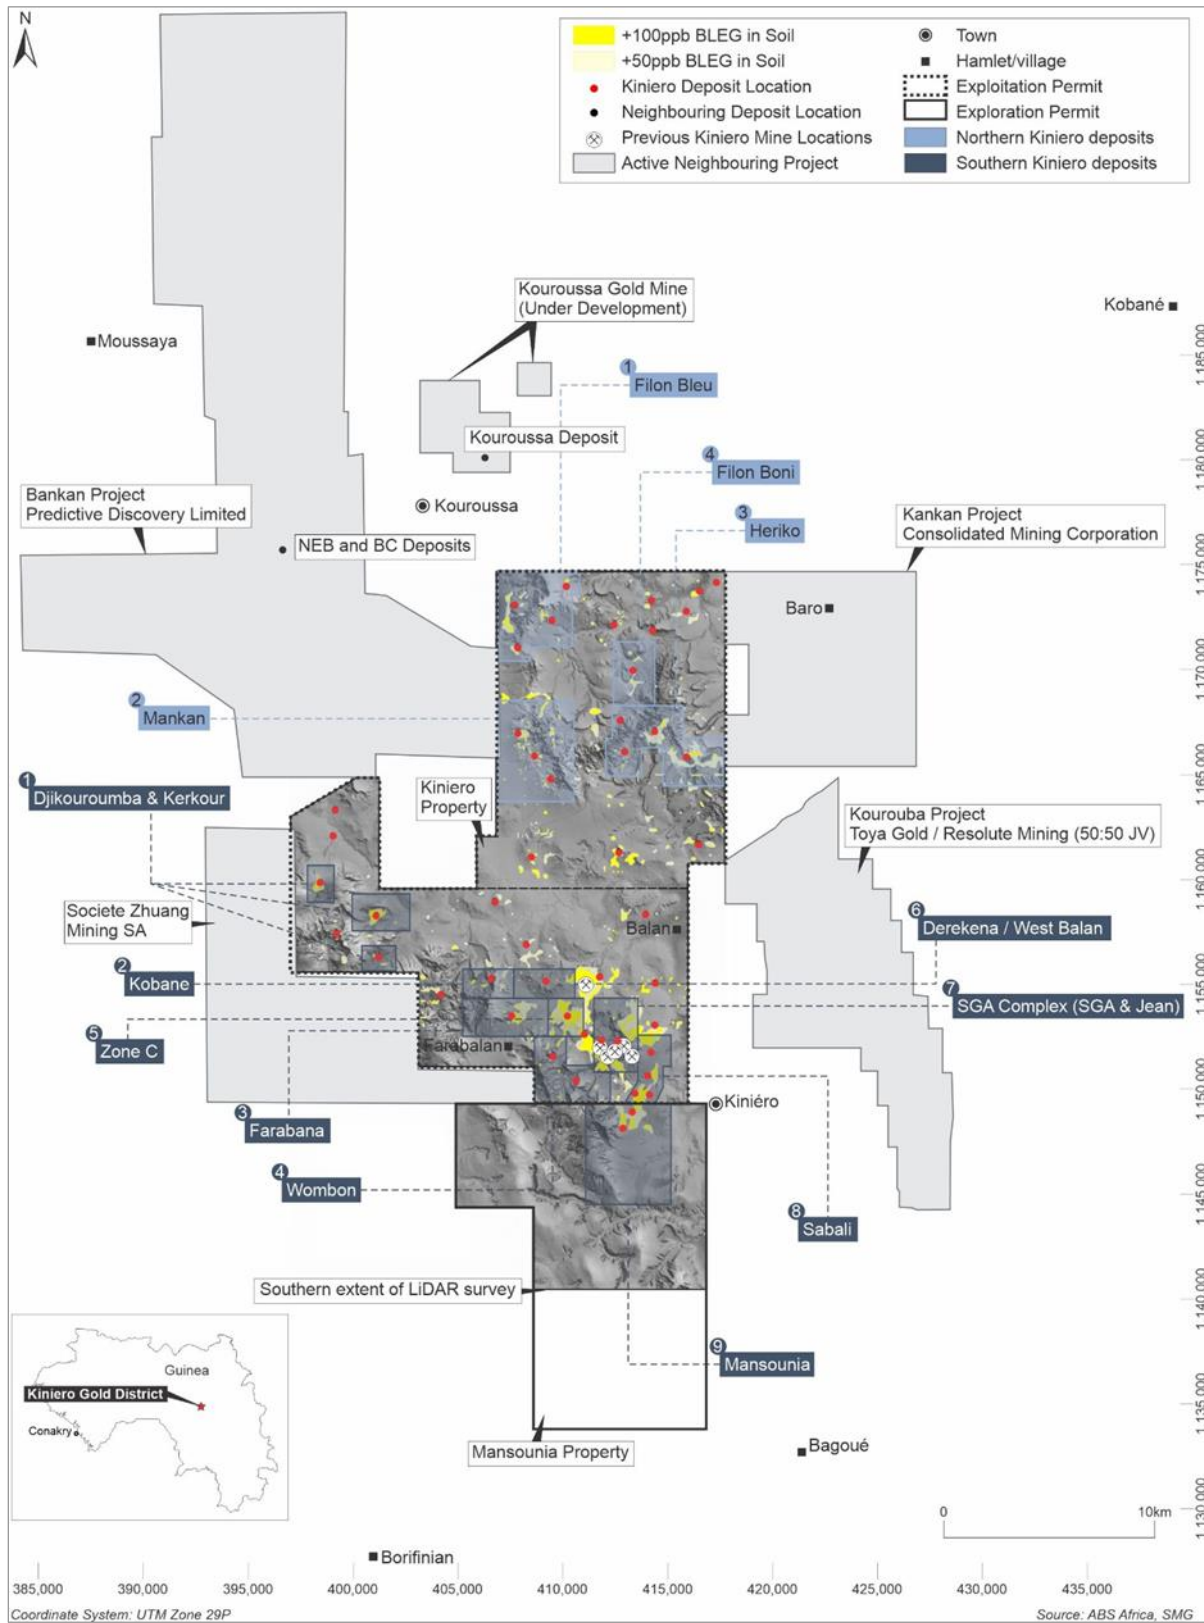 N
+100ppb BLEG in Soil
+50ppb BLEG in Soil
Kiniero Deposit Location
Neighbouring Deposit Location
Previous Kiniero Mine Locations
Active Neighbouring Project
Town
Hamlet/village
Exploitation Permit
Exploration Permit
Northern Kiniero deposits
Southern Kiniero deposits
Kouroussa Gold Mine
(Under Development)
Kobané
Moussaya
1
Filon Bleu
Kouroussa Deposit
4
Filon Boni
Bankan Project
Predictive Discovery Limited
Kouroussa
3
Heriko
Kankan Project
Consolidated Mining Corporation
NEB and BC Deposits
Baro
2
Mankan
1
Djikouroumba & Kerkour
Kiniero
Property
Kourouba Project
Toya Gold / Resolute Mining (50:50 JV)
Societe Zhuang
Mining SA
Balan
6
Derekena / West Balan
2
Kobane
7
SGA Complex (SGA & Jean)
5
Zone C
Farabalan
3
Farabana
Kiniéro
4
Wombon
8
Sabali
Southern extent of LiDAR survey
9
Mansounia
Mansounia Property
Bagoué
Borifinian
Guinea
Kiniero Gold District
Conakry
0 10km
1 185,000
1 180,000
1 175,000
1 170,000
1 165,000
1 160,000
1 155,000
1 150,000
1 145,000
1 140,000
1 135,000
1 130,000
385,000 390,000 395,000 400,000 405,000 410,000 415,000 420,000 425,000 430,000 435,000
Coordinate System: UTM Zone 29P
Source: ABS Africa, SMG